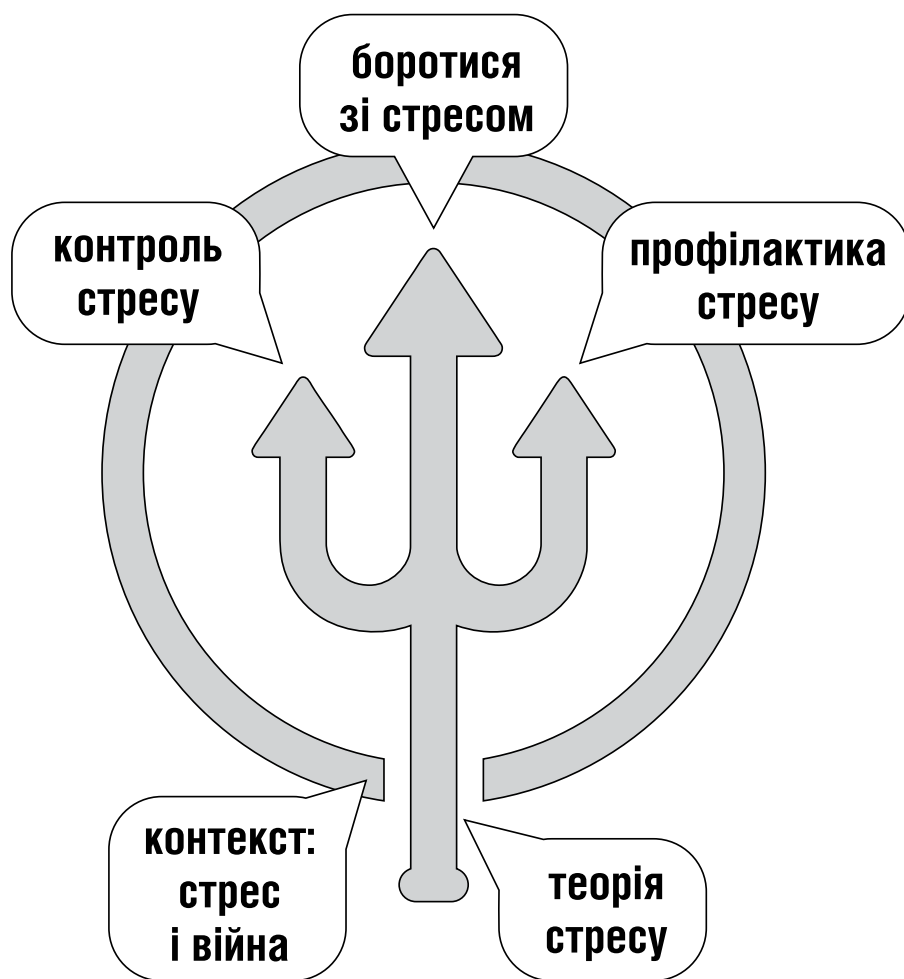 боротися
зі стресом
контроль
стресу
профілактика
стресу
контекст:
стрес
і війна
теорія
стресу